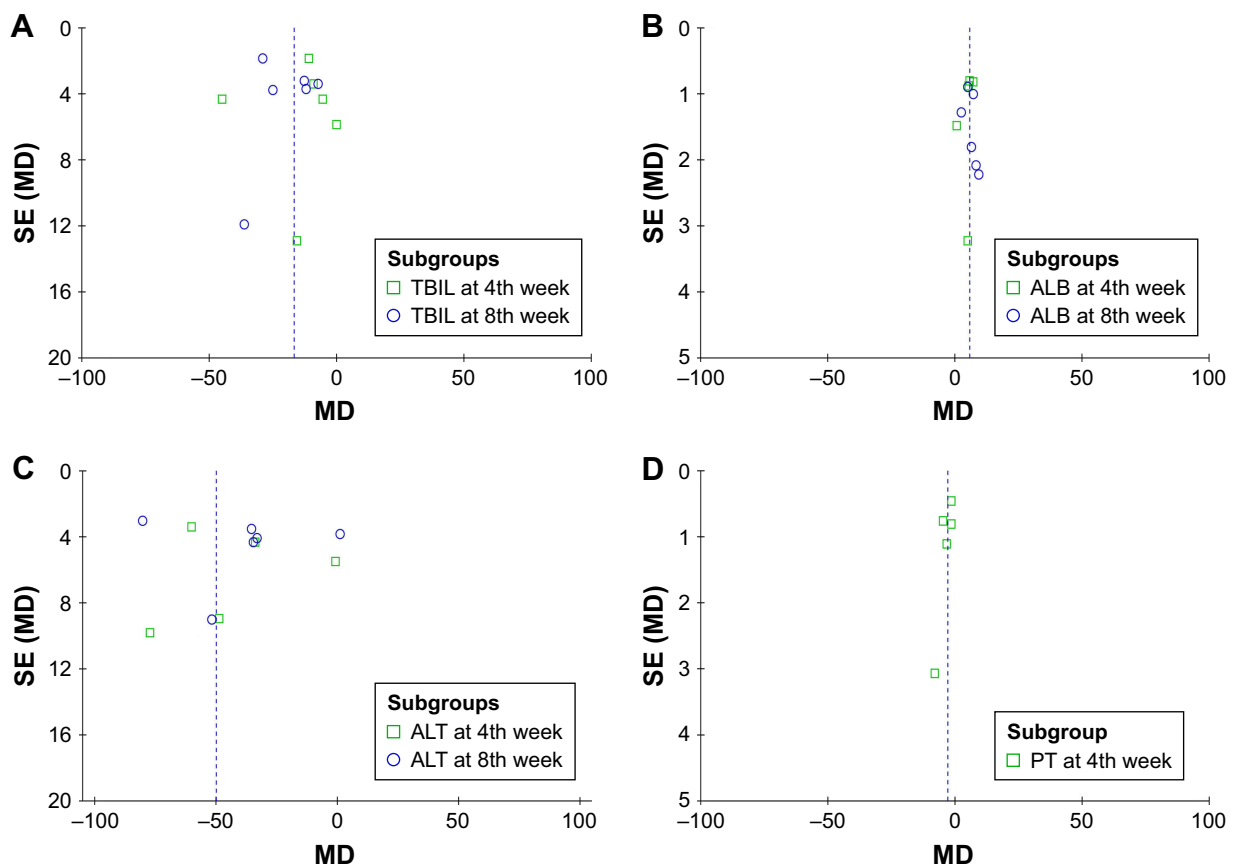 A
0
4
8
12
16
20
SE (MD)
–100
–50
0
50
100
MD
Subgroups
TBIL at 4th week
TBIL at 8th week
B
0
1
2
3
4
5
SE (MD)
–100
–50
0
50
100
MD
Subgroups
ALB at 4th week
ALB at 8th week
C
0
4
8
12
16
20
SE (MD)
–100
–50
0
50
100
MD
Subgroups
ALT at 4th week
ALT at 8th week
D
0
1
2
3
4
5
SE (MD)
–100
–50
0
50
100
MD
Subgroup
PT at 4th week